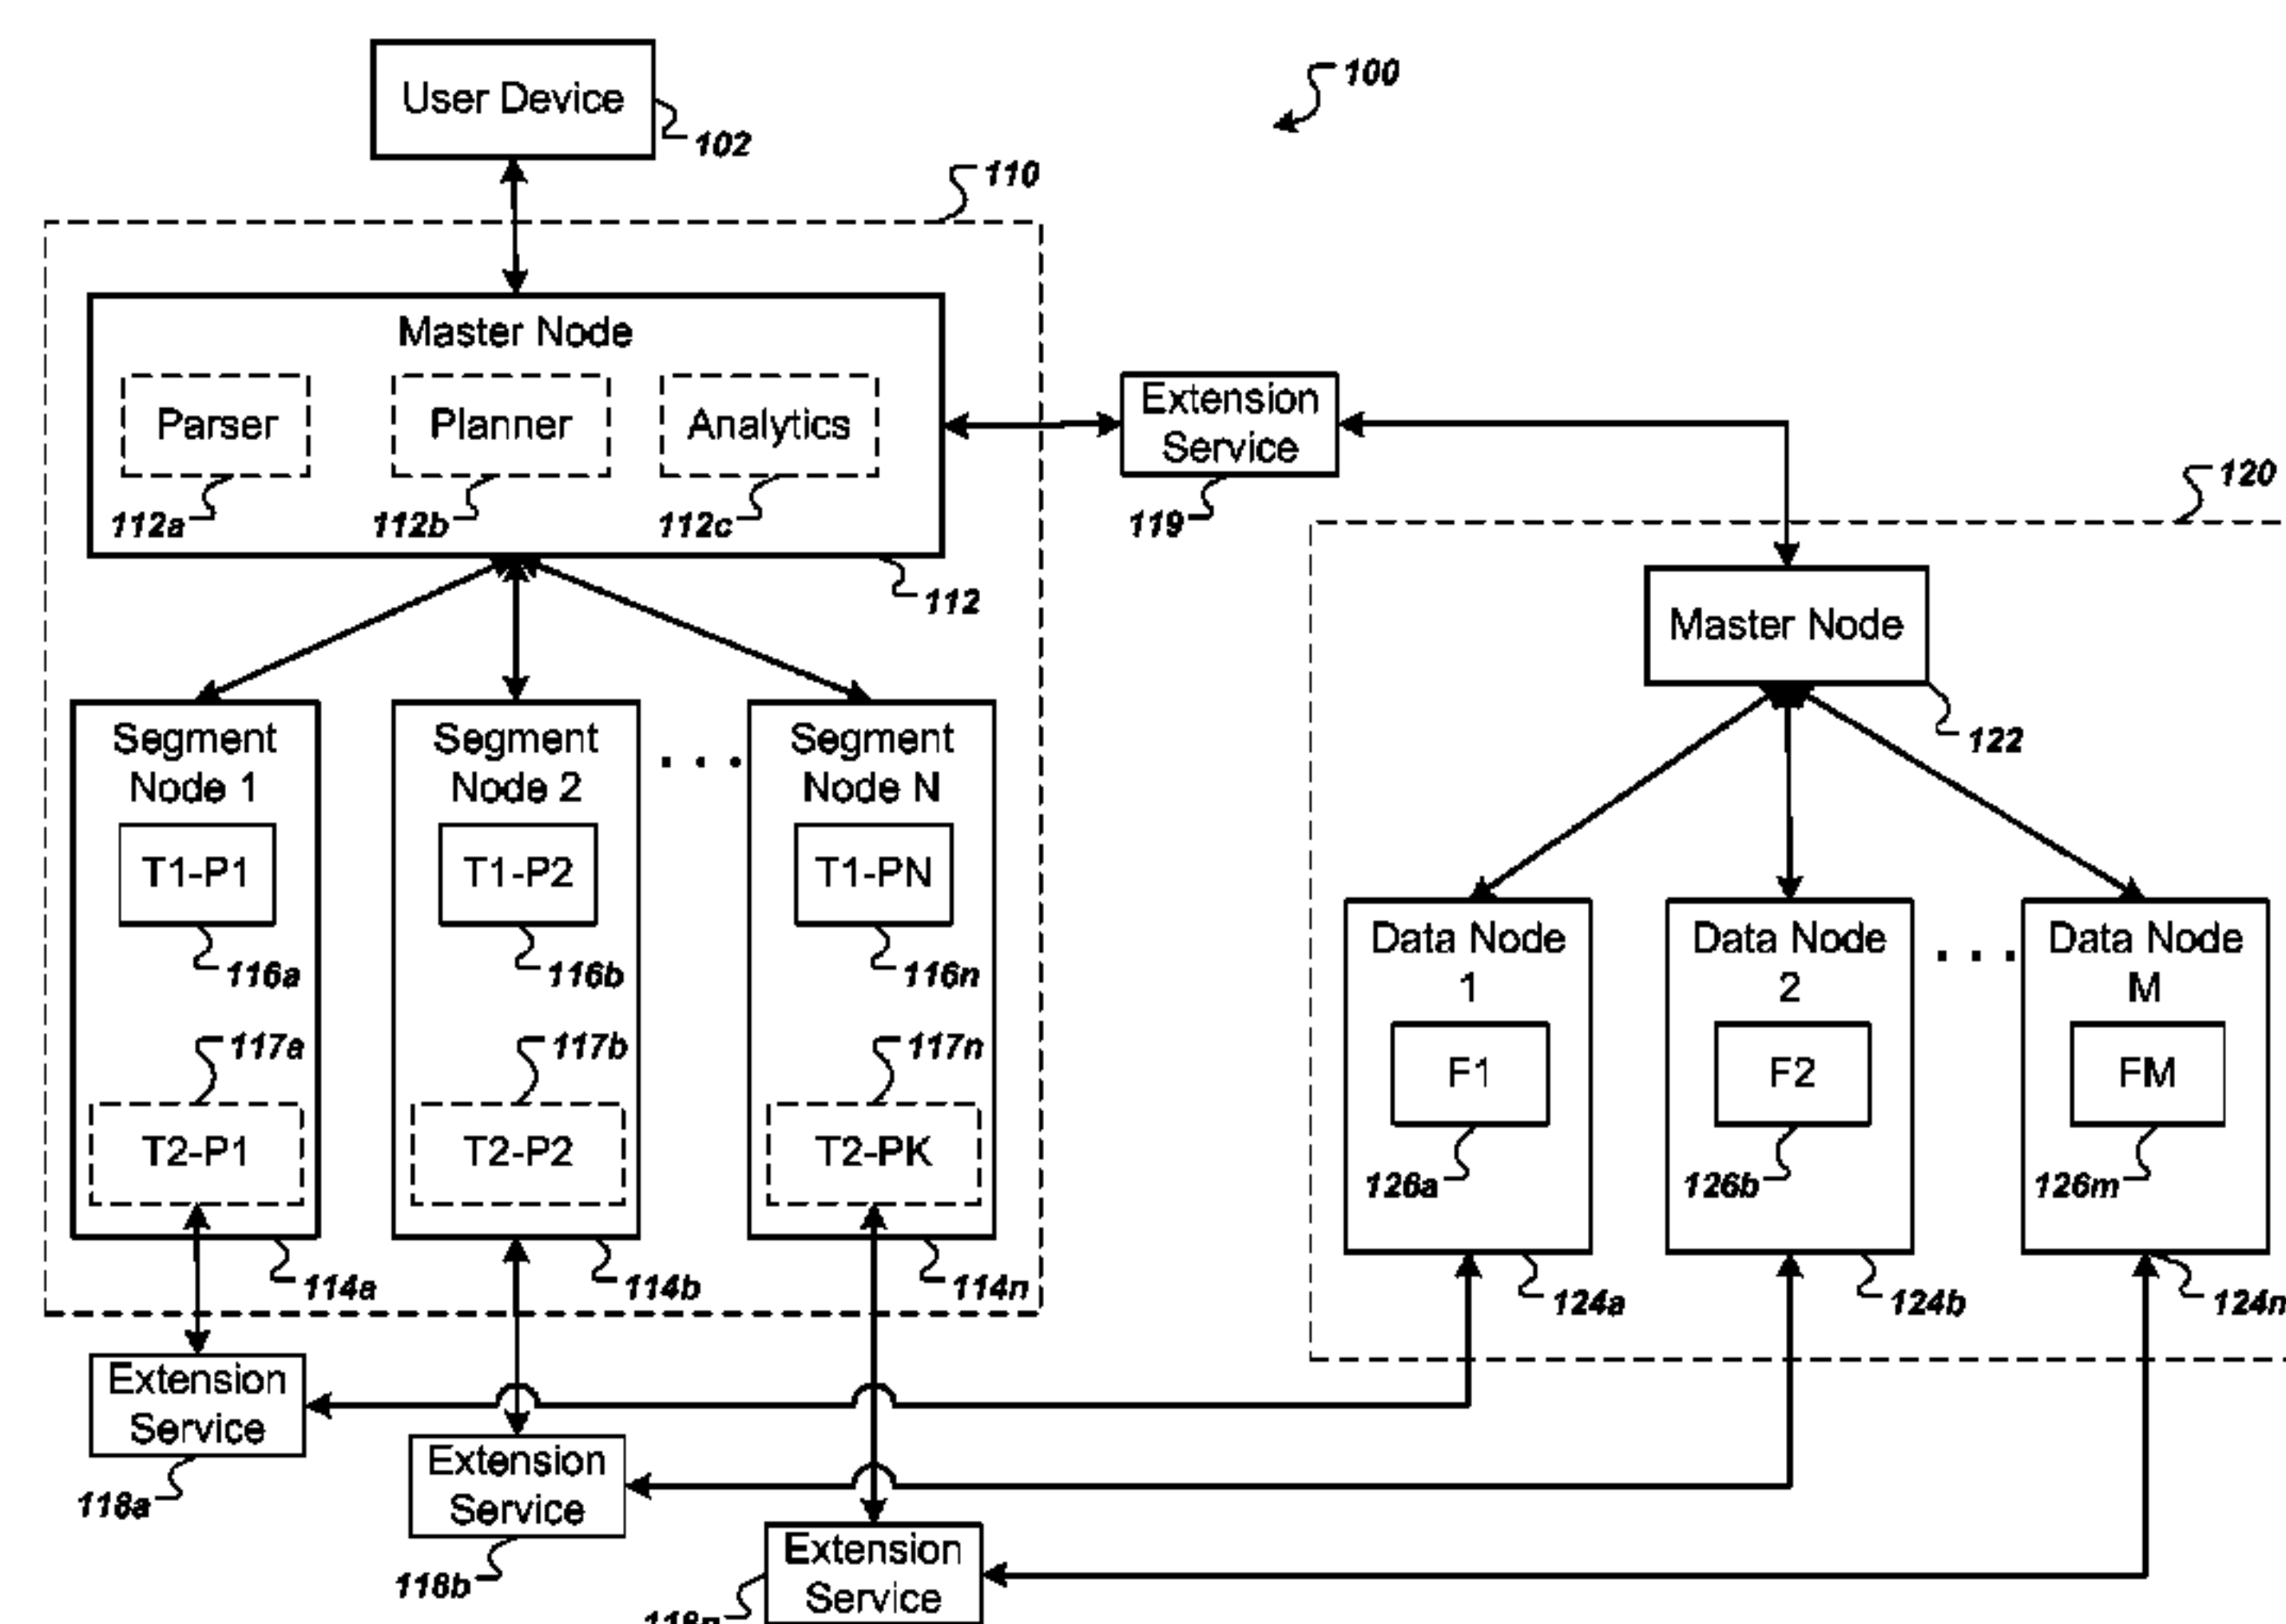 100
User Device
102
110
Master Node
Parser
Planner
Analytics
112a
112b
112c
112
Extension
Service
119
120
Master Node
122
Segment
Node 1
T1-P1
116a
117a
T2-P1
114a
Segment
Node 2
T1-P2
116b
117b
T2-P2
114b
. . .
Segment
Node N
T1-PN
116n
117n
T2-PK
114n
Data Node
1
F1
126a
124a
Data Node
2
F2
126b
124b
. . .
Data Node
M
FM
126m
Extension
Service
118a
Extension
Service
118b
Extension
Service